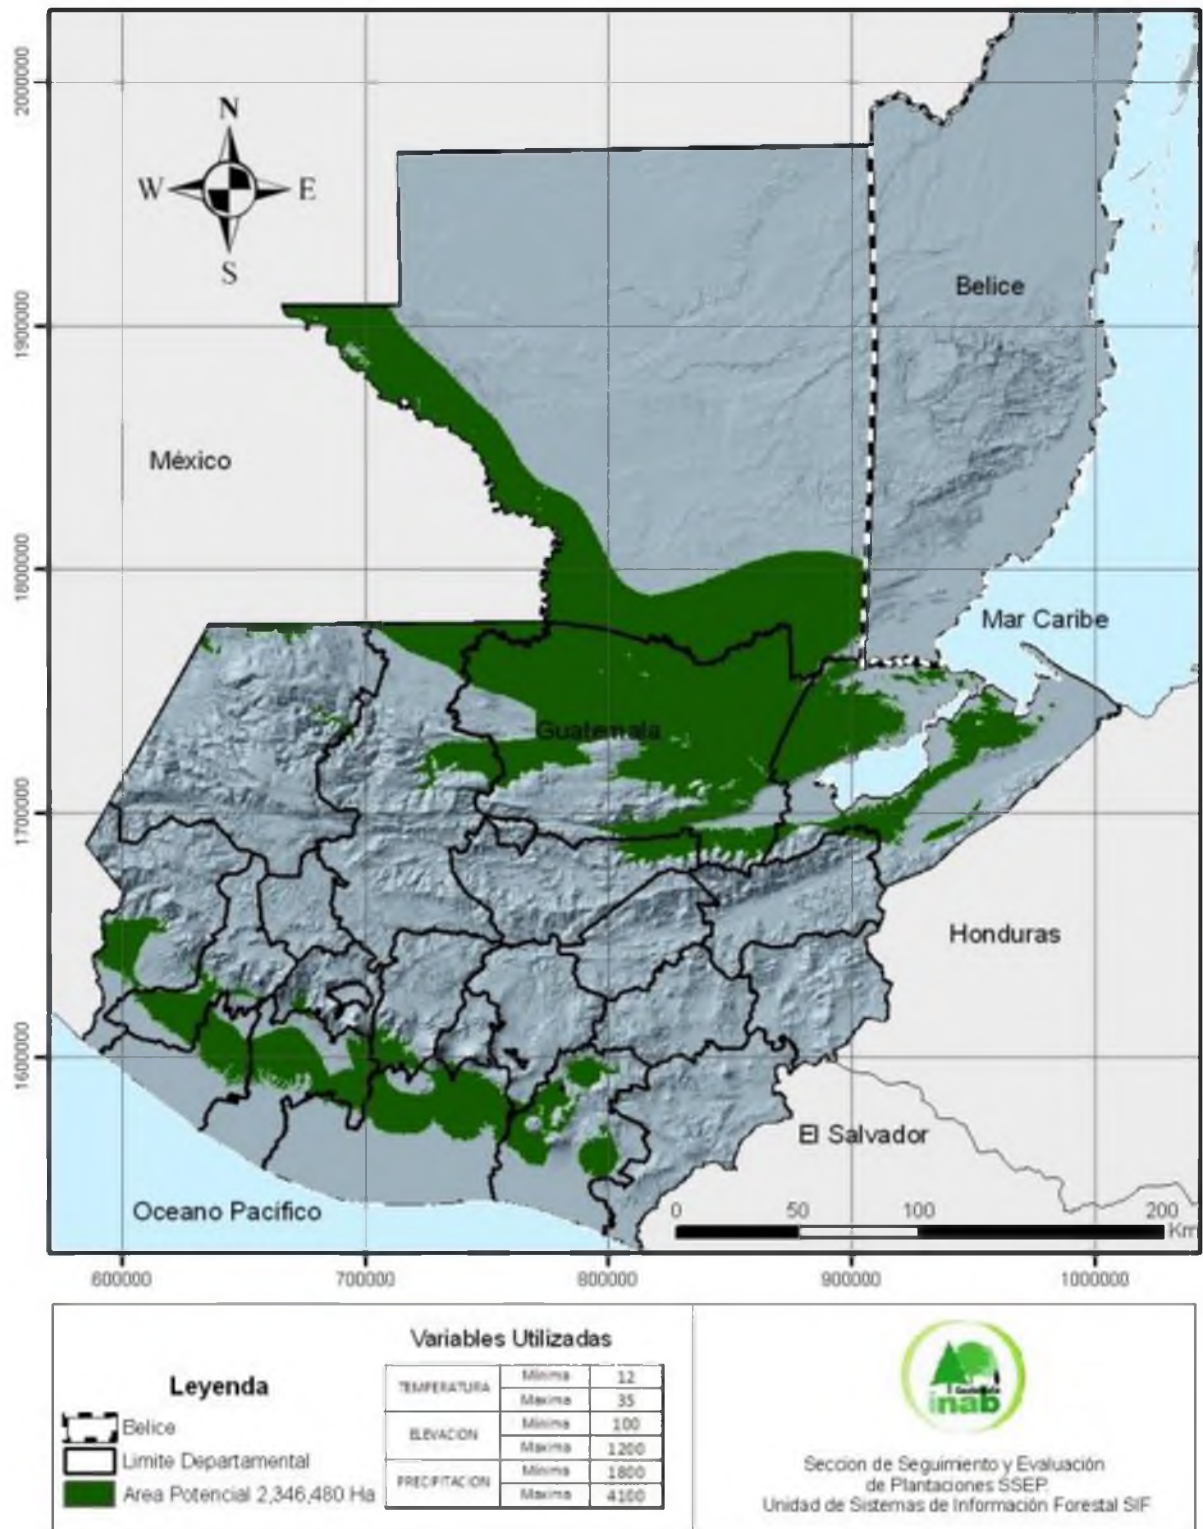 N
W E
S
2000000
1900000
1800000
1700000
1600000
Belice
México
Mar Caribe
Guatemala
Honduras
El Salvador
Oceano Pacífico
0 50 100 200
Km
600000 700000 800000 900000 1000000
Variables Utilizadas
Leyenda
Belice
Limite Departamental
Area Potencial 2,346,480 Ha
TEMPERATURA Minima 12
Maxima 35
ELEVACION Minima 100
Maxima 1200
PRECIPITACION Minima 1800
Maxima 4100
Guatemala
inab
Seccion de Seguimiento y Evaluación
de Plantaciones SSEP.
Unidad de Sistemas de Información Forestal SIF